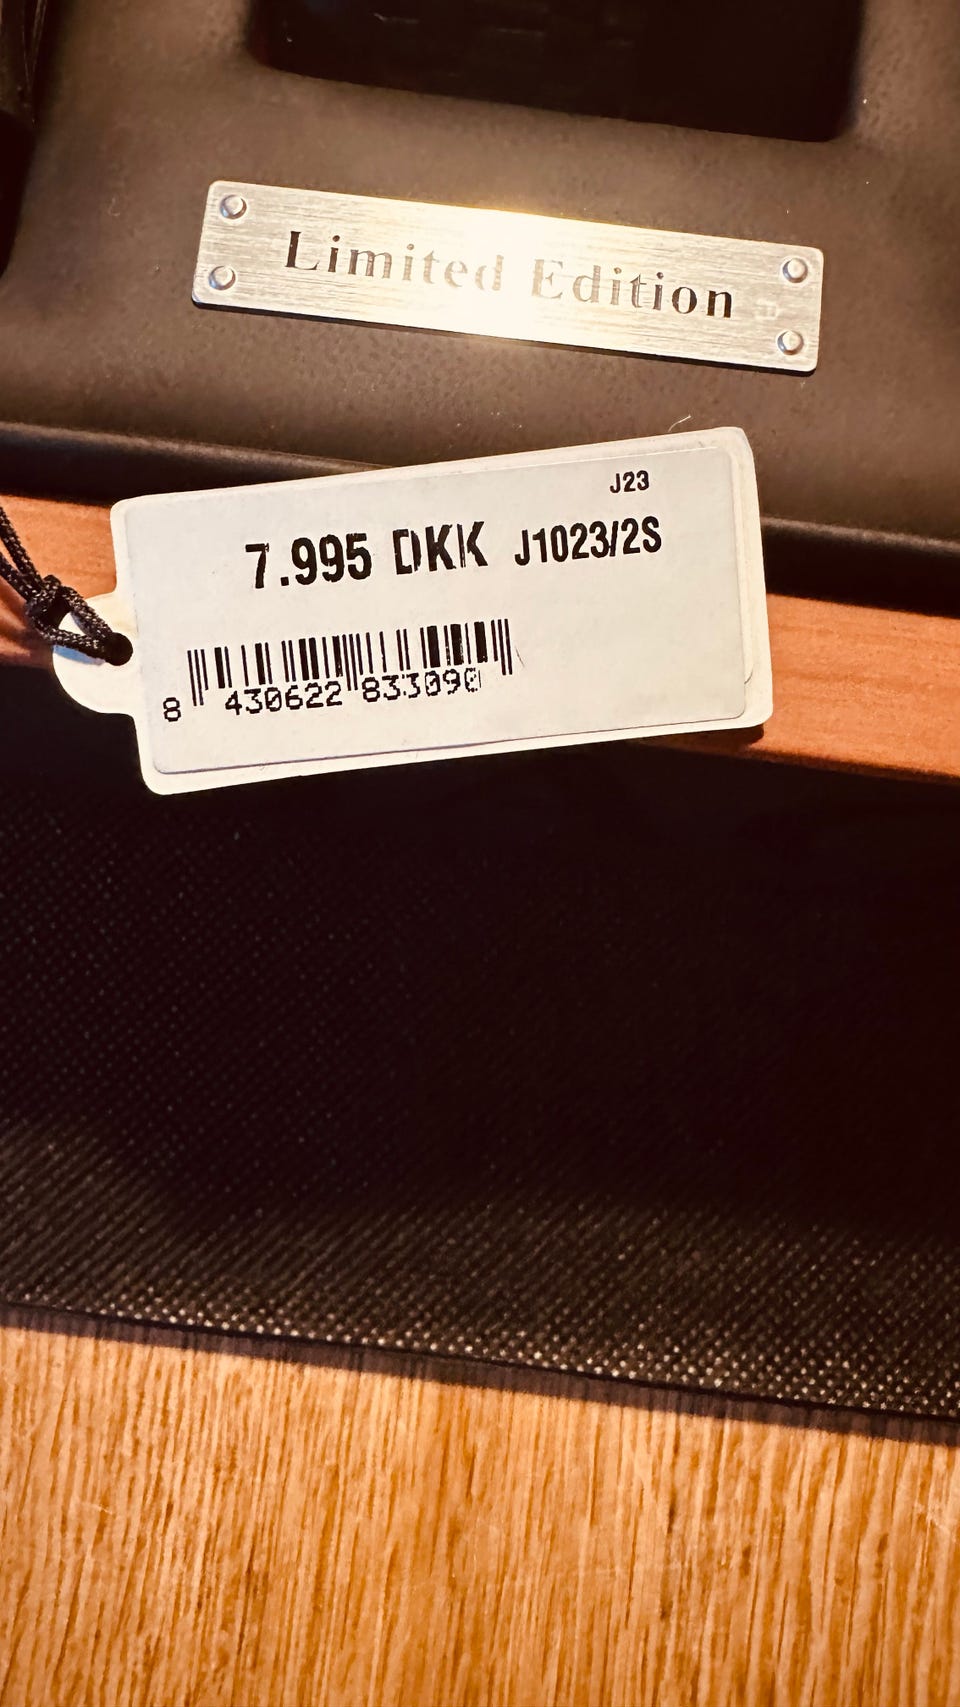 Limited Edition
J23
7.995 DKK J1023/2S
8 430622 833090